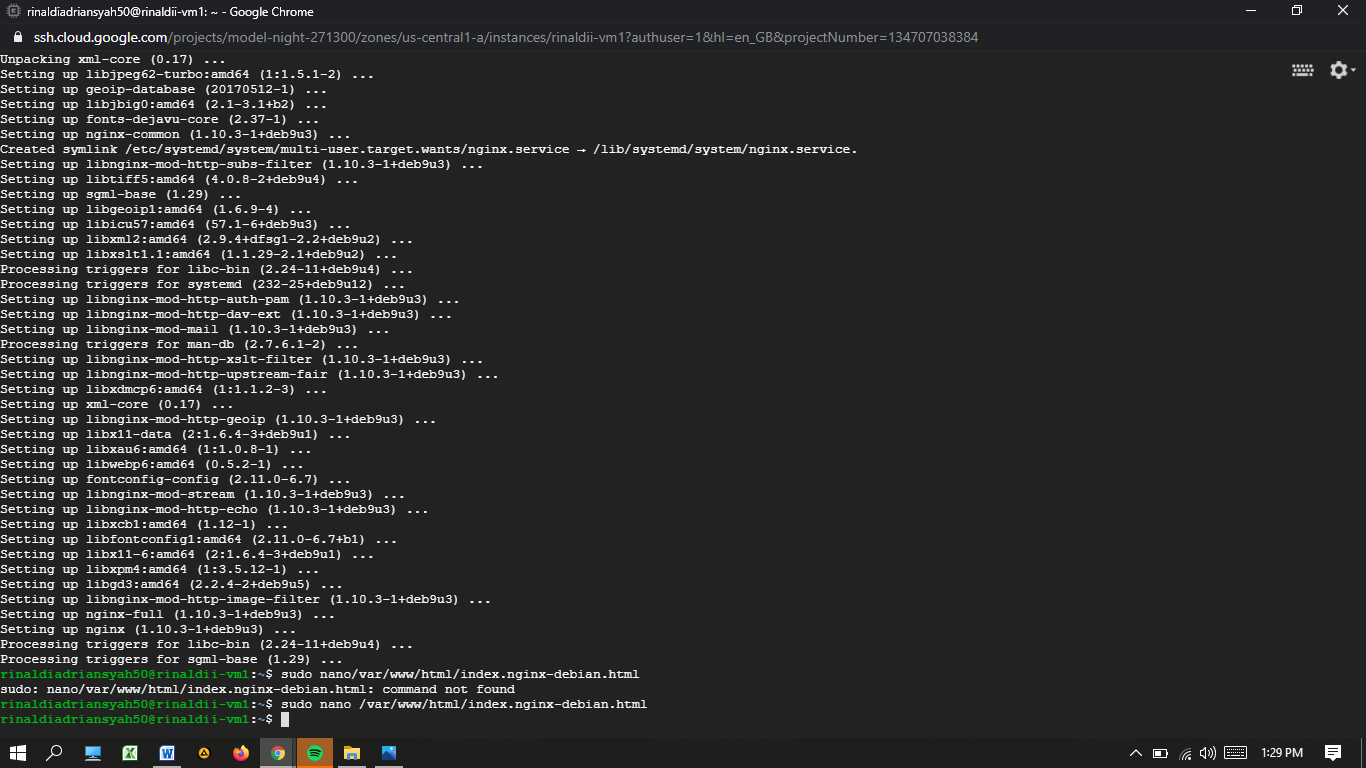 rinaldiadriansyah50@rinaldii-vm1: ~ - Google Chrome
ssh.cloud.google.com/projects/model-night-271300/zones/us-central1-a/instances/rinaldii-vm1?authuser=1&hl=en_GB&projectNumber=134707038384
Unpacking xml-core (0.17) ...
Setting up libjpeg62-turbo:amd64 (1:1.5.1-2) ...
Setting up geoip-database (20170512-1) ...
Setting up libjbig0:amd64 (2.1-3.1+b2) ...
Setting up fonts-dejavu-core (2.37-1) ...
Setting up nginx-common (1.10.3-1+deb9u3) ...
Created symlink /etc/systemd/system/multi-user.target.wants/nginx.service → /lib/systemd/system/nginx.service.
Setting up libnginx-mod-http-subs-filter (1.10.3-1+deb9u3) ...
Setting up libtiff5:amd64 (4.0.8-2+deb9u4) ...
Setting up sgml-base (1.29) ...
Setting up libgeoip1:amd64 (1.6.9-4) ...
Setting up libicu57:amd64 (57.1-6+deb9u3) ...
Setting up libxml2:amd64 (2.9.4+dfsg1-2.2+deb9u2) ...
Setting up libxslt1.1:amd64 (1.1.29-2.1+deb9u2) ...
Processing triggers for libc-bin (2.24-11+deb9u4) ...
Processing triggers for systemd (232-25+deb9u12) ...
Setting up libnginx-mod-http-auth-pam (1.10.3-1+deb9u3) ...
Setting up libnginx-mod-http-dav-ext (1.10.3-1+deb9u3) ...
Setting up libnginx-mod-mail (1.10.3-1+deb9u3) ...
Processing triggers for man-db (2.7.6.1-2) ...
Setting up libnginx-mod-http-xslt-filter (1.10.3-1+deb9u3) ...
Setting up libnginx-mod-http-upstream-fair (1.10.3-1+deb9u3) ...
Setting up libxdmcp6:amd64 (1:1.1.2-3) ...
Setting up xml-core (0.17) ...
Setting up libnginx-mod-http-geoip (1.10.3-1+deb9u3) ...
Setting up libx11-data (2:1.6.4-3+deb9u1) ...
Setting up libxau6:amd64 (1:1.0.8-1) ...
Setting up libwebp6:amd64 (0.5.2-1) ...
Setting up fontconfig-config (2.11.0-6.7) ...
Setting up libnginx-mod-stream (1.10.3-1+deb9u3) ...
Setting up libnginx-mod-http-echo (1.10.3-1+deb9u3) ...
Setting up libxcb1:amd64 (1.12-1) ...
Setting up libfontconfig1:amd64 (2.11.0-6.7+b1) ...
Setting up libx11-6:amd64 (2:1.6.4-3+deb9u1) ...
Setting up libxpm4:amd64 (1:3.5.12-1) ...
Setting up libgd3:amd64 (2.2.4-2+deb9u5) ...
Setting up libnginx-mod-http-image-filter (1.10.3-1+deb9u3) ...
Setting up nginx-full (1.10.3-1+deb9u3) ...
Setting up nginx (1.10.3-1+deb9u3) ...
Processing triggers for libc-bin (2.24-11+deb9u4) ...
Processing triggers for sgml-base (1.29) ...
rinaldiadriansyah50@rinaldii-vm1:~$ sudo nano/var/www/html/index.nginx-debian.html
sudo: nano/var/www/html/index.nginx-debian.html: command not found
rinaldiadriansyah50@rinaldii-vm1:~$ sudo nano /var/www/html/index.nginx-debian.html
rinaldiadriansyah50@rinaldii-vm1:~$
1:29 PM